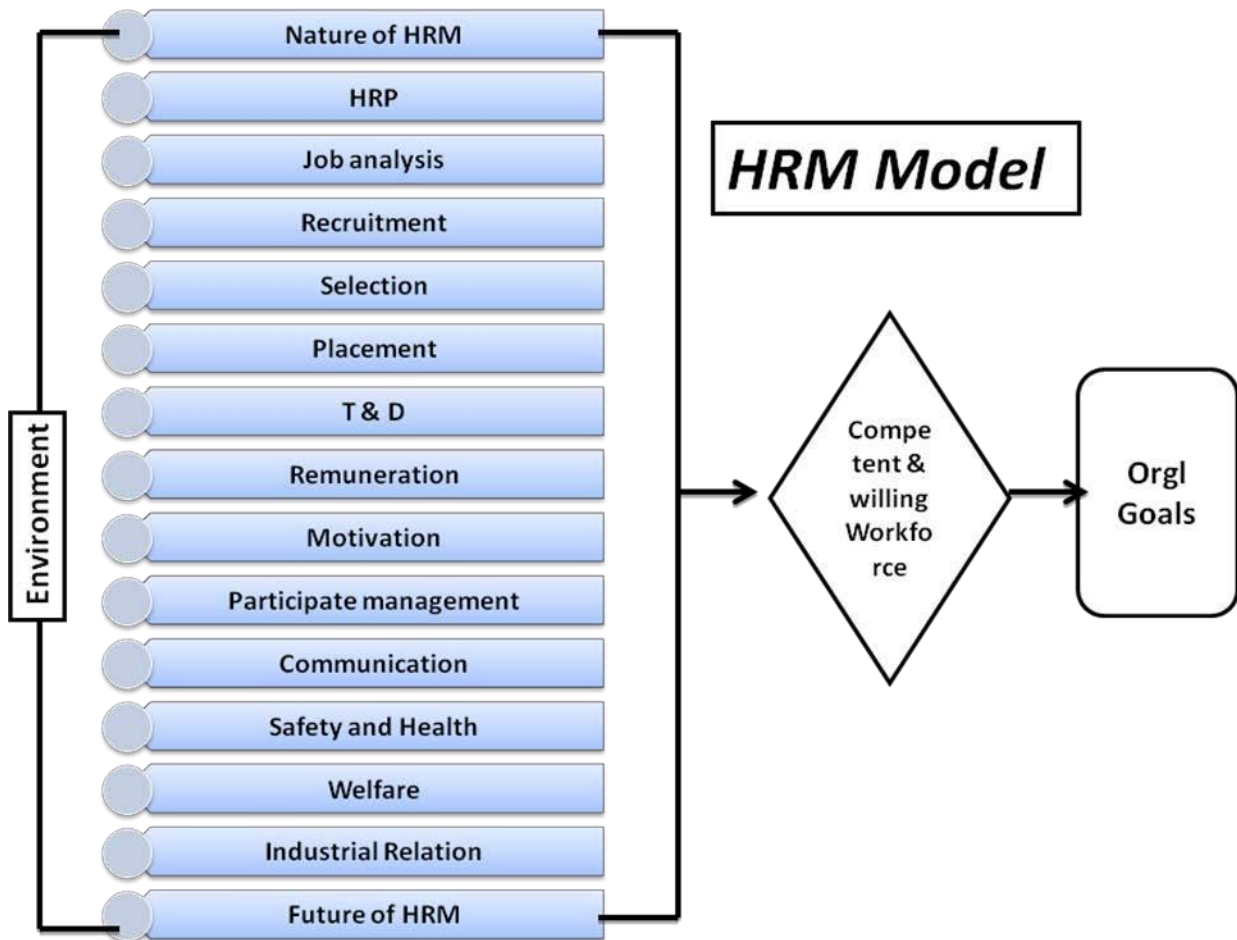 Nature of HRM
HRP
Job analysis
Recruitment
Selection
Placement
T & D
Remuneration
Motivation
Participate management
Communication
Safety and Health
Welfare
Industrial Relation
Future of HRM
Environment
HRM Model
Compe
tent &
willing
Workfo
rce
Orgl
Goals